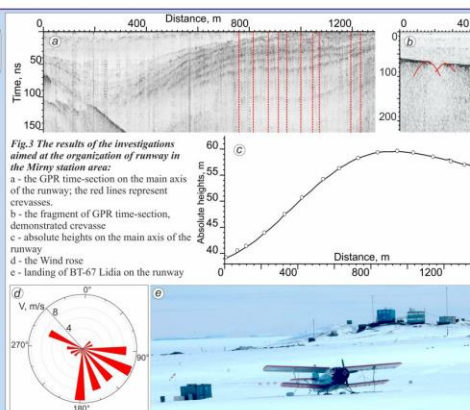 Distance, m
400 800 1200
0 40
a
b
Time, ns
0
50
100
150
0
100
200
Fig.3 The results of the investigations
aimed at the organization of runway in
the Mirny station area:
a - the GPR time-section on the main axis
of the runway; the red lines represent
crevasses.
b - the fragment of GPR time-section,
demonstrated crevasse
c - absolute heights on the main axis of the
runway
d - the Wind rose
e - landing of BT-67 Lidia on the runway
c
Absolute heights, m
60
55
50
45
40
Distance, m
400 800 1200
d
0°
V, m/s
8
4
270°
90°
180°
e